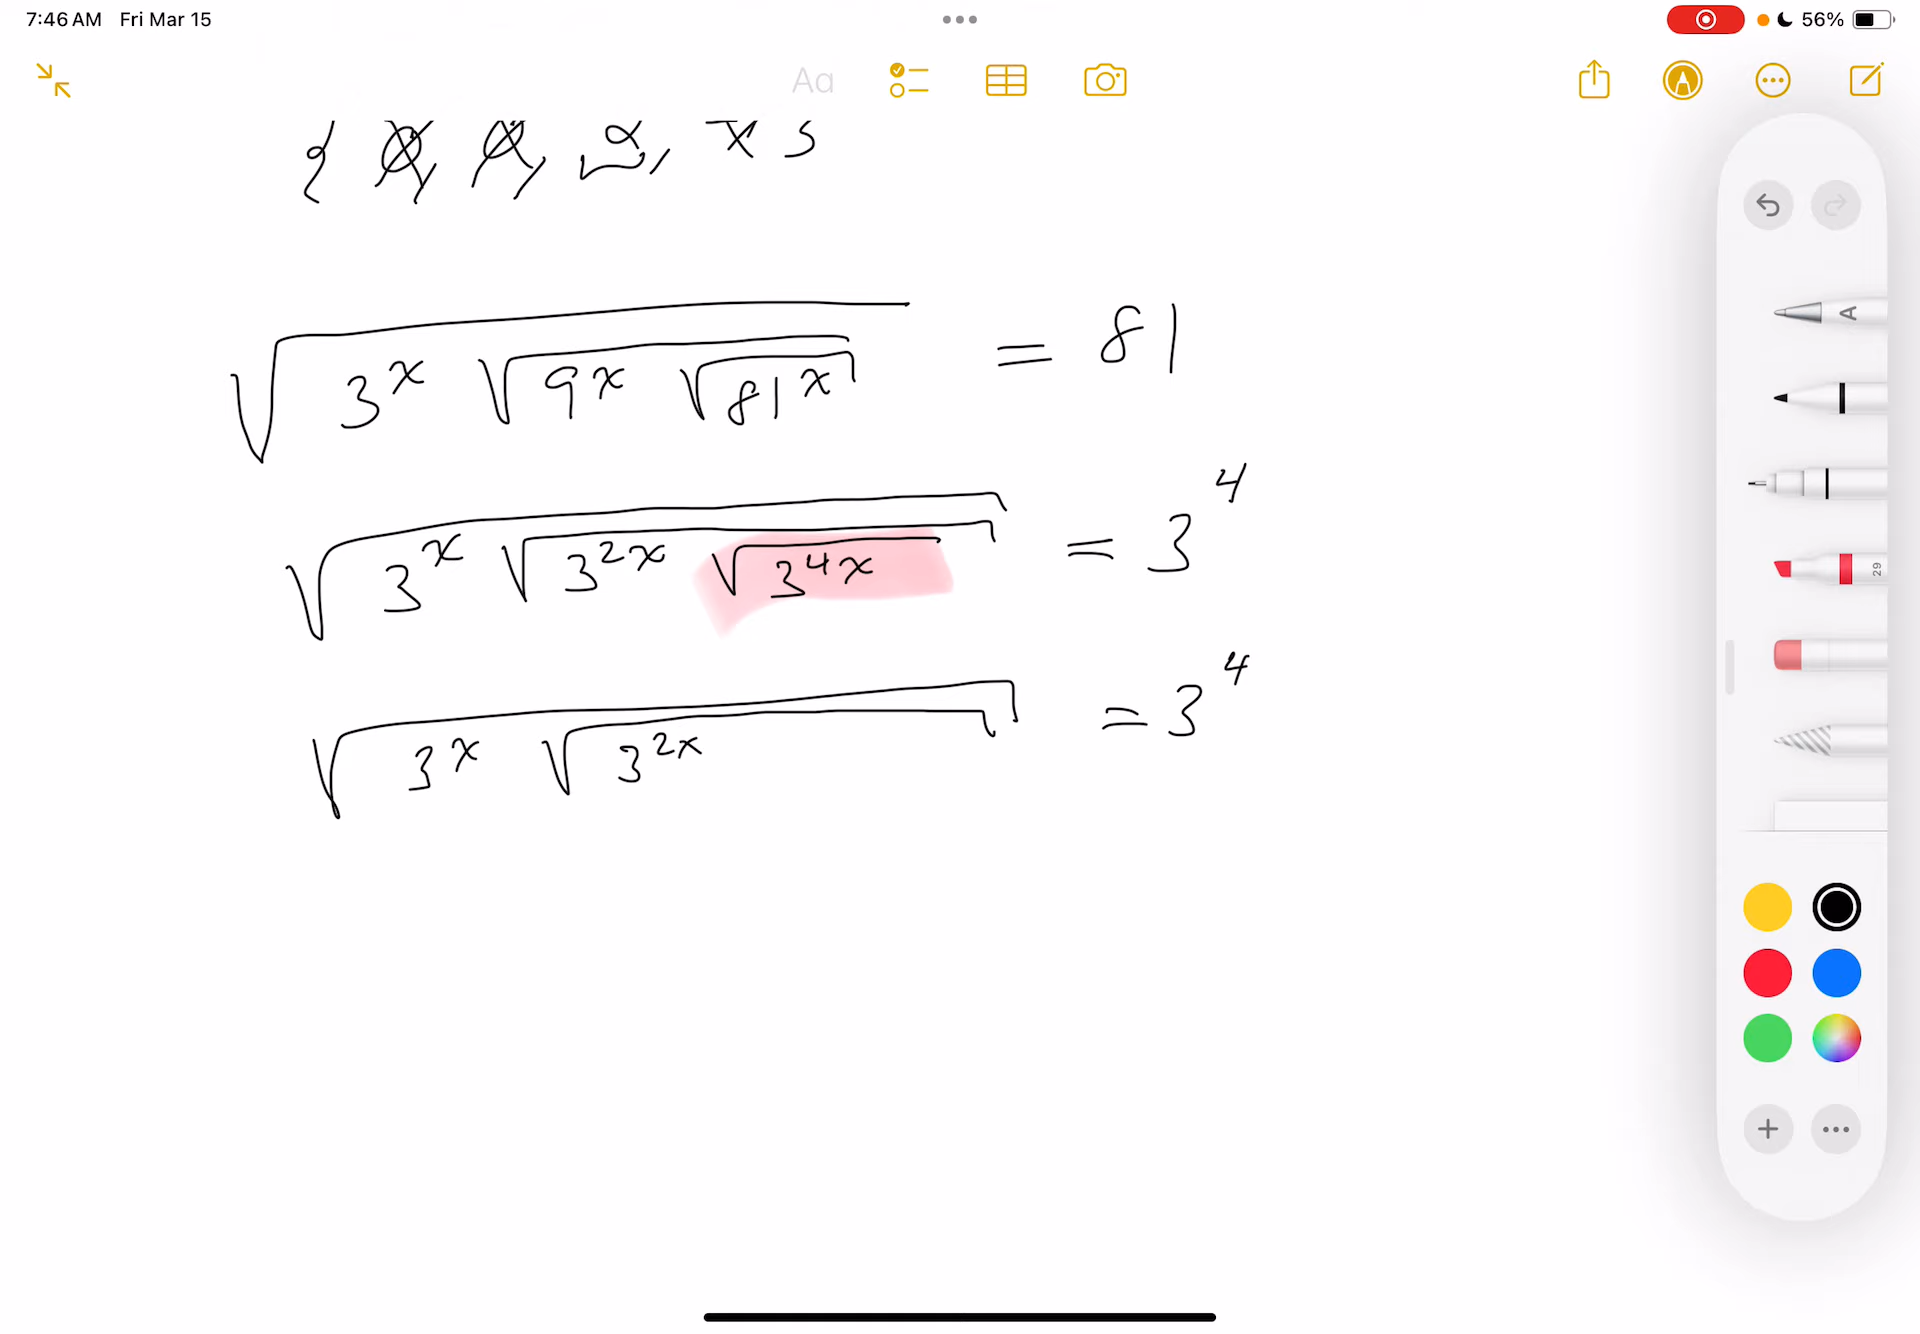 7:46 AM Fri Mar 15 56%
Aa
√(3^x √(9^x √(81^x))) = 81
√(3^x √(3^2x √(3^4x))) = 3^4
√(3^x √(3^2x)) = 3^4
A
29